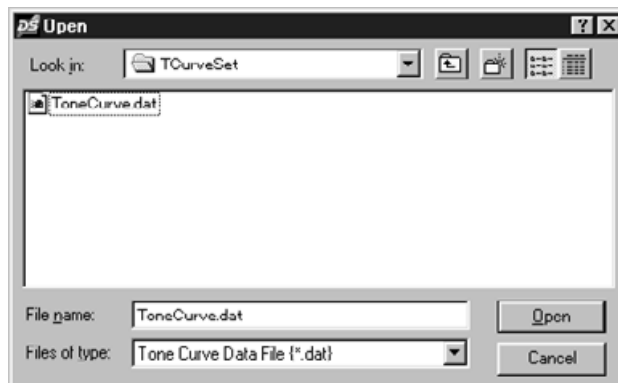 DS Open
Look in: TCurveSet
ToneCurve.dat
File name: ToneCurve.dat Open
Files of type: Tone Curve Data File (*.dat) Cancel